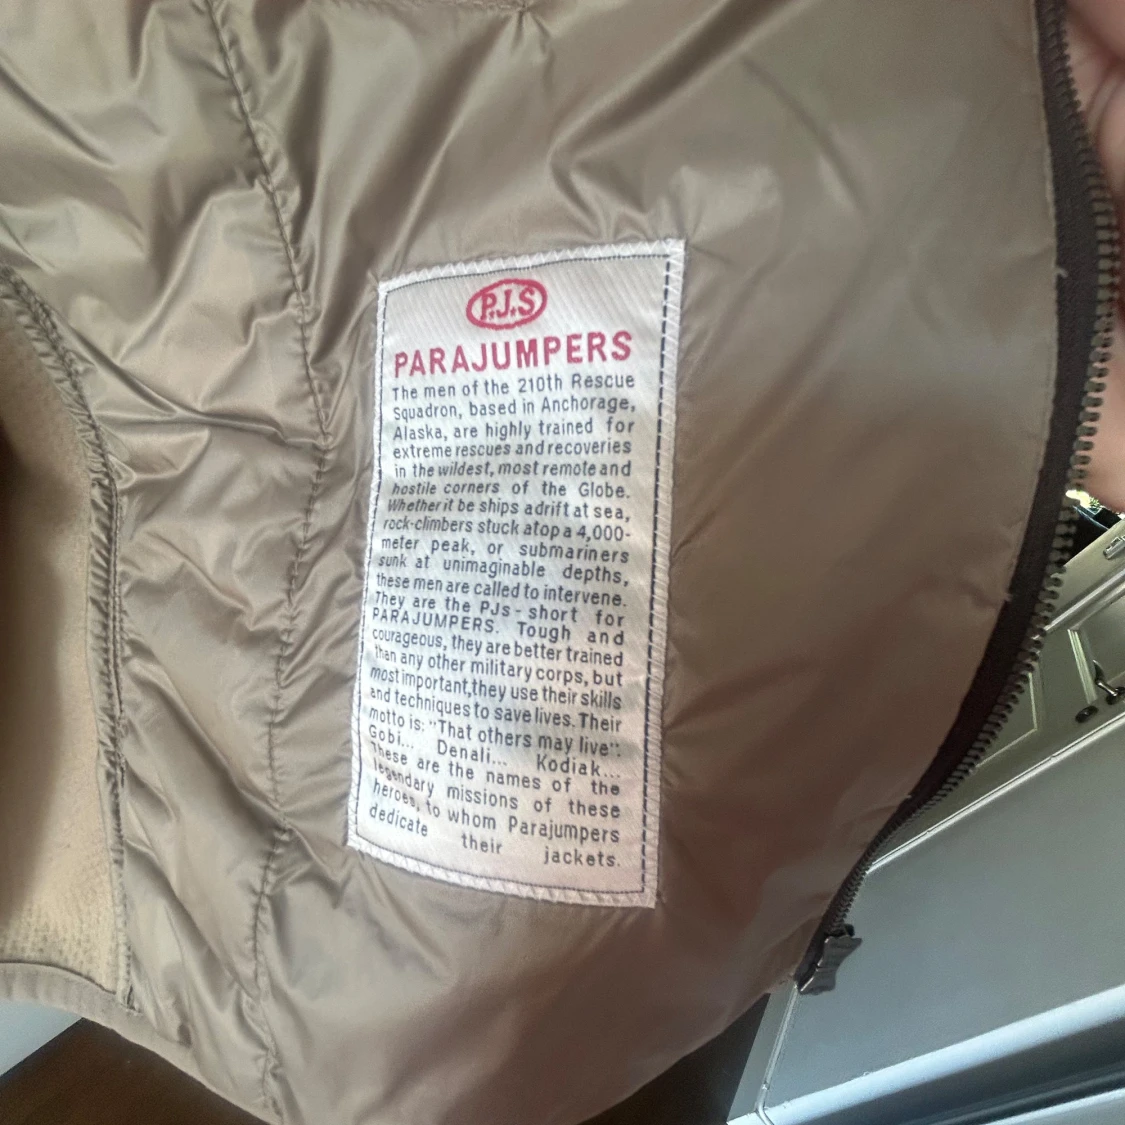 P.J.S
PARAJUMPERS
The men of the 210th Rescue
Squadron, based in Anchorage,
Alaska, are highly trained for
extreme rescues and recoveries
in the wildest, most remote and
hostile corners of the Globe.
Whether it be ships adrift at sea,
rock-climbers stuck atop a 4,000-
meter peak, or submariners
sunk at unimaginable depths,
these men are called to intervene.
They are the PJs - short for
PARAJUMPERS. Tough and
courageous, they are better trained
than any other military corps, but
most important, they use their skills
and techniques to save lives. Their
motto is: "That others may live".
Gobi... Denali... Kodiak...
These are the names of the
legendary missions of these
heroes, to whom Parajumpers
dedicate their jackets.